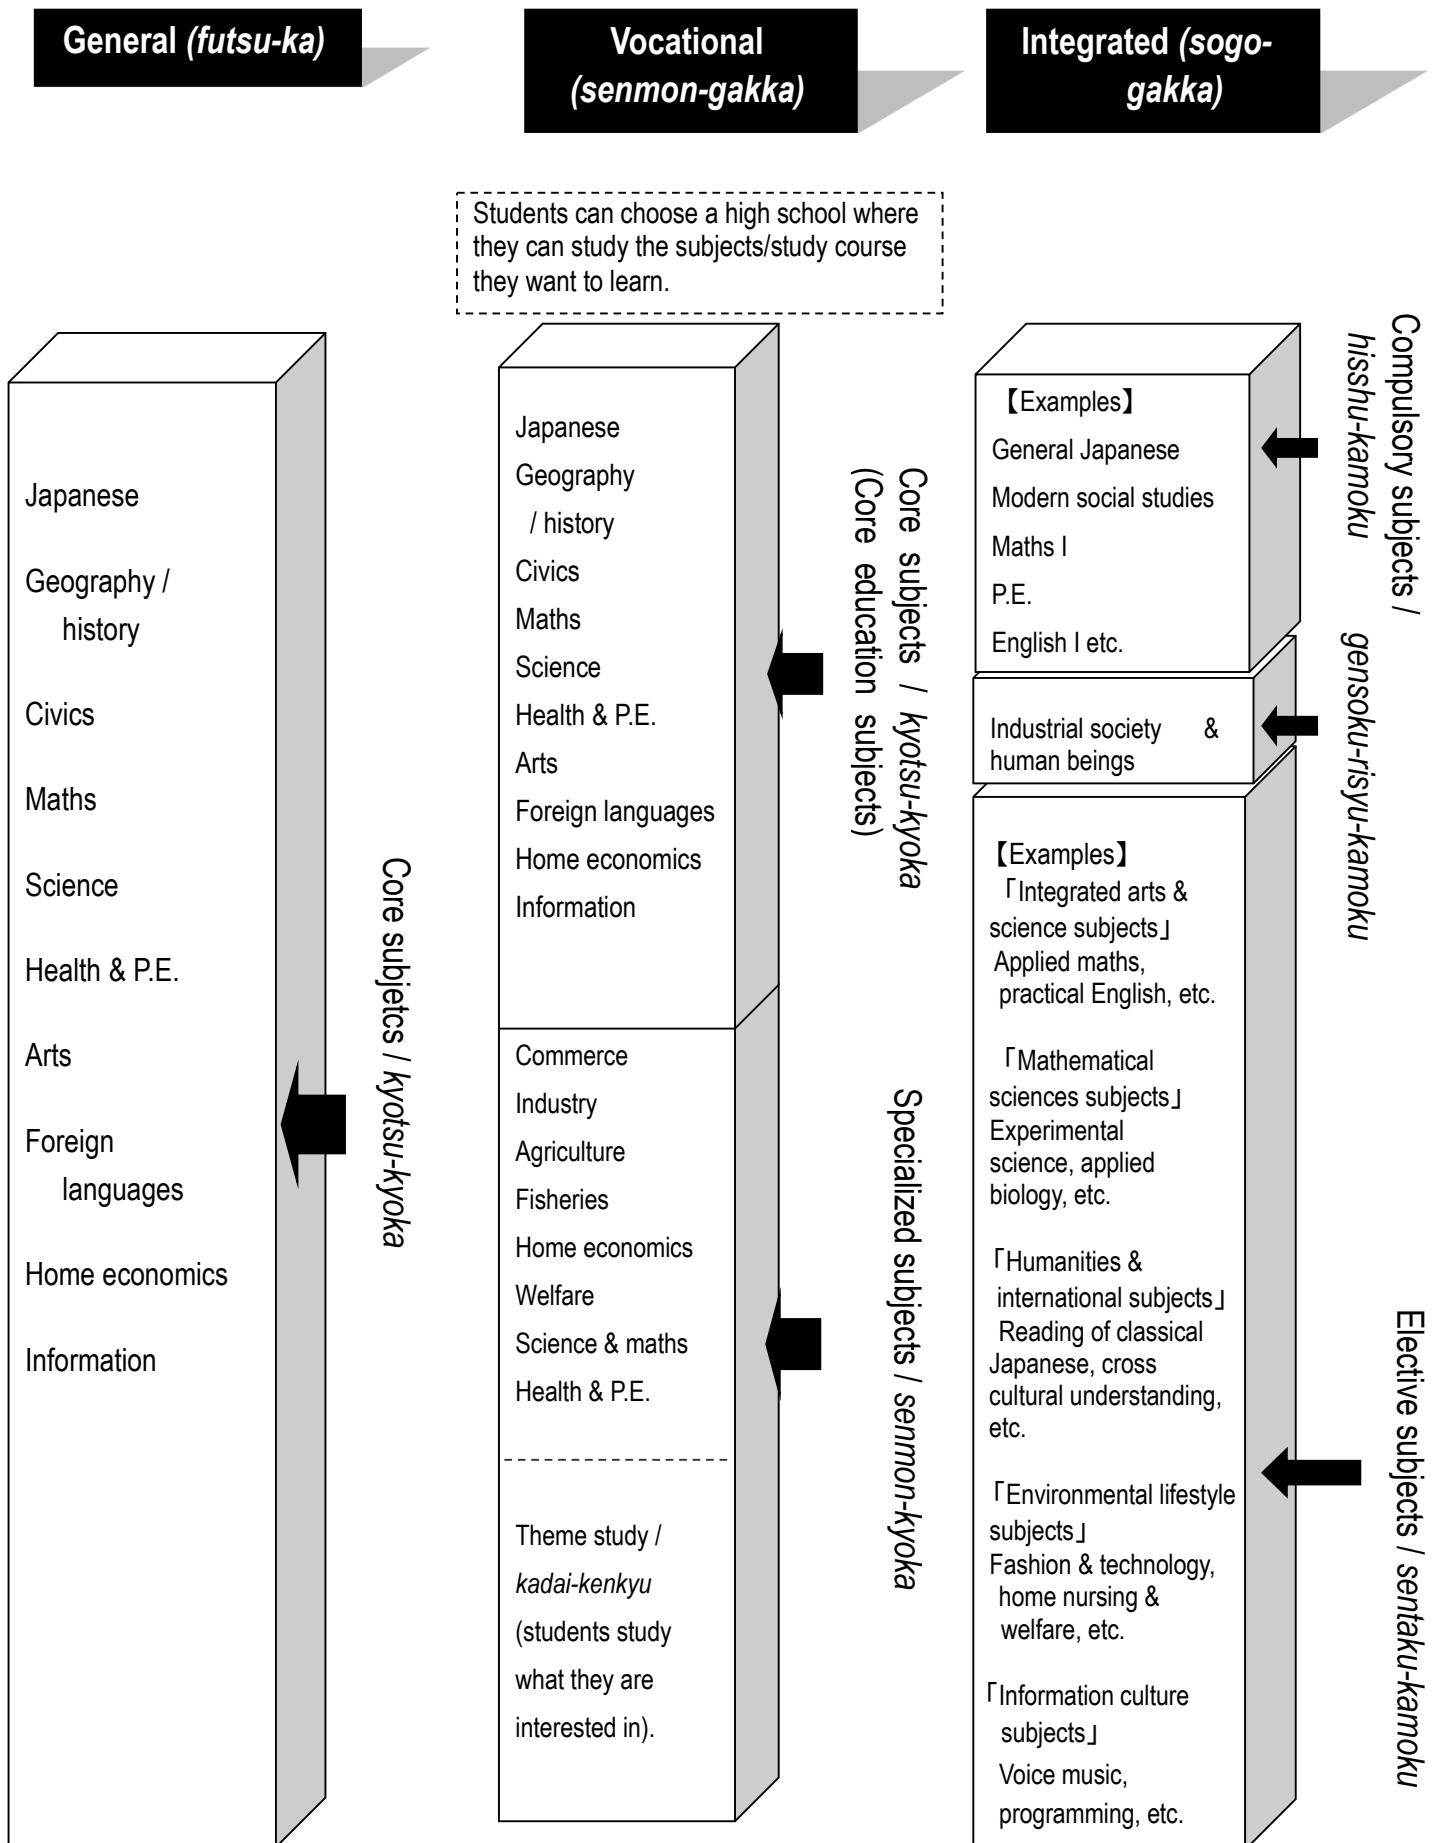 General (futsu-ka)
Vocational
(senmon-gakka)
Integrated (sogo-
gakka)
Students can choose a high school where
they can study the subjects/study course
they want to learn.
Japanese
Geography /
history
Civics
Maths
Science
Health & P.E.
Arts
Foreign
languages
Home economics
Information
Core subjetcs / kyotsu-kyoka
Japanese
Geography
/ history
Civics
Maths
Science
Health & P.E.
Arts
Foreign languages
Home economics
Information
Core subjects / kyotsu-kyoka
(Core education subjects)
Commerce
Industry
Agriculture
Fisheries
Home economics
Welfare
Science & maths
Health & P.E.
Theme study /
kadai-kenkyu
(students study
what they are
interested in).
Specialized subjects / senmon-kyoka
【Examples】
General Japanese
Modern social studies
Maths I
P.E.
English I etc.
Compulsory subjects /
hisshu-kamoku
Industrial society &
human beings
gensoku-risyu-kamoku
【Examples】
「Integrated arts &
science subjects」
Applied maths,
practical English, etc.
「Mathematical
sciences subjects」
Experimental
science, applied
biology, etc.
「Humanities &
international subjects」
Reading of classical
Japanese, cross
cultural understanding,
etc.
「Environmental lifestyle
subjects」
Fashion & technology,
home nursing &
welfare, etc.
「Information culture
subjects」
Voice music,
programming, etc.
Elective subjects / sentaku-kamoku